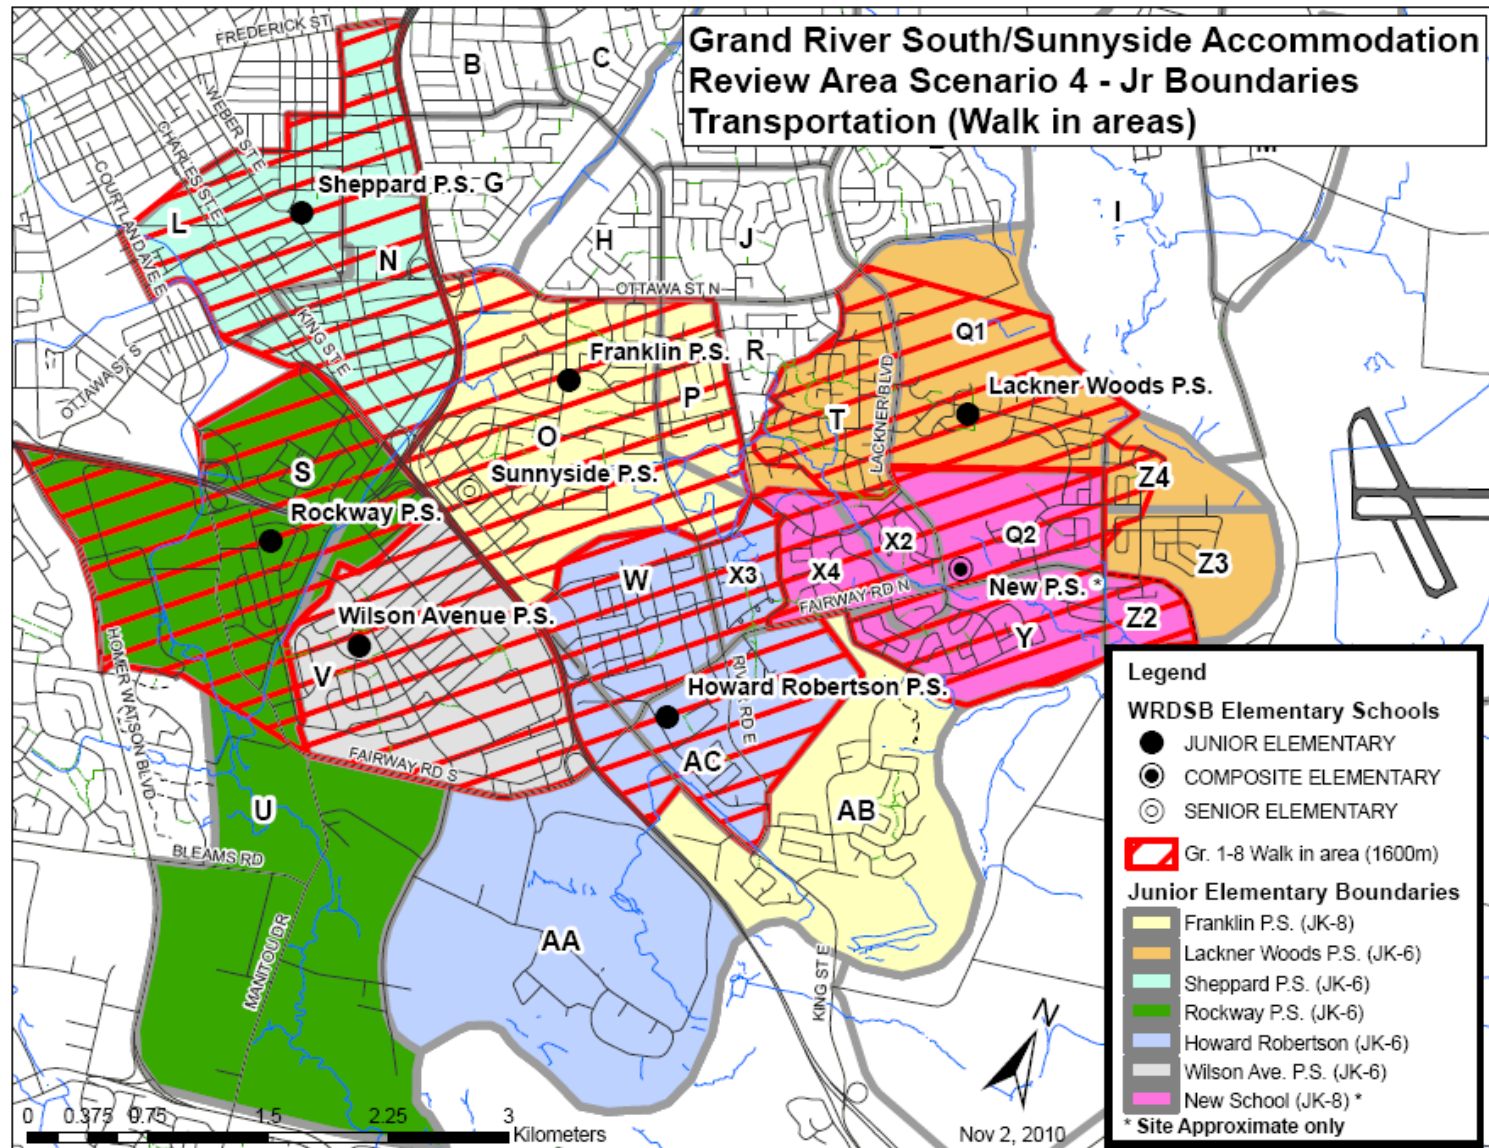 Grand River South/Sunnyside Accommodation
Review Area Scenario 4 - Jr Boundaries
Transportation (Walk in areas)
FREDERICK ST
B
C
WEBER ST E
CHARLES ST E
COURTLAND AVE E
Sheppard P.S.
G
L
N
H
J
I
OTTAWA ST N
KING ST E
OTTAWA ST S
Franklin P.S.
R
P
Q1
LACKNER BLVD
Lackner Woods P.S.
T
O
S
Sunnyside P.S.
Z4
Rockway P.S.
X2
Q2
Z3
W
X3
X4
FAIRWAY RD N
New P.S. *
Z2
Y
Wilson Avenue P.S.
V
HOMER WATSON BLVD
Howard Robertson P.S.
RIVER RD E
FAIRWAY RD S
AC
U
AB
BLEAMS RD
MANITOU DR
AA
KING ST E
N
Legend
WRDSB Elementary Schools
JUNIOR ELEMENTARY
COMPOSITE ELEMENTARY
SENIOR ELEMENTARY
Gr. 1-8 Walk in area (1600m)
Junior Elementary Boundaries
Franklin P.S. (JK-8)
Lackner Woods P.S. (JK-6)
Sheppard P.S. (JK-6)
Rockway P.S. (JK-6)
Howard Robertson (JK-6)
Wilson Ave. P.S. (JK-6)
New School (JK-8) *
* Site Approximate only
0 0.375 0.75 1.5 2.25 3
Kilometers
Nov 2, 2010